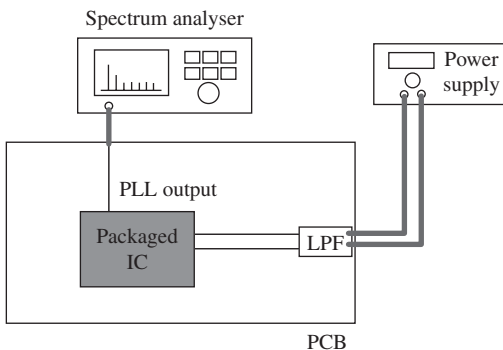 Spectrum analyser
Power
supply
PLL output
Packaged
IC
LPF
PCB